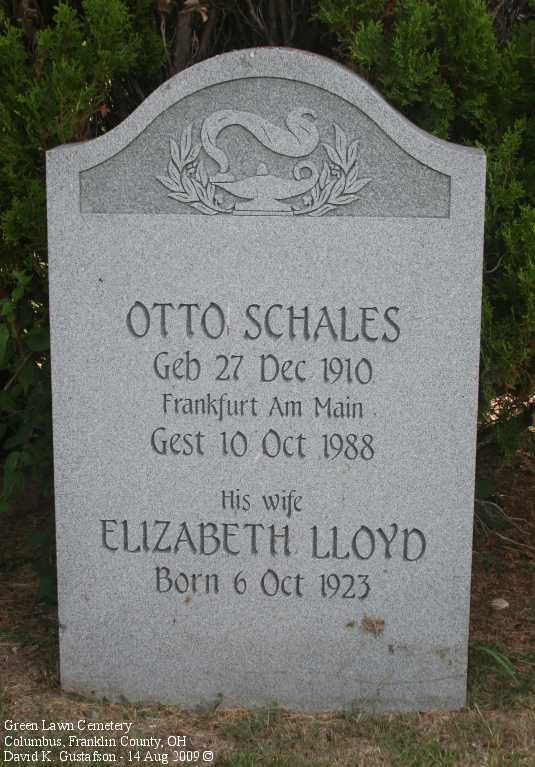 OTTO SCHALES
Geb 27 Dec 1910
Frankfurt Am Main
Gest 10 Oct 1988
His wife
ELIZABETH LLOYD
Born 6 Oct 1923
Green Lawn Cemetery
Columbus, Franklin County, OH
David K. Gustafson - 14 Aug 2009 ©